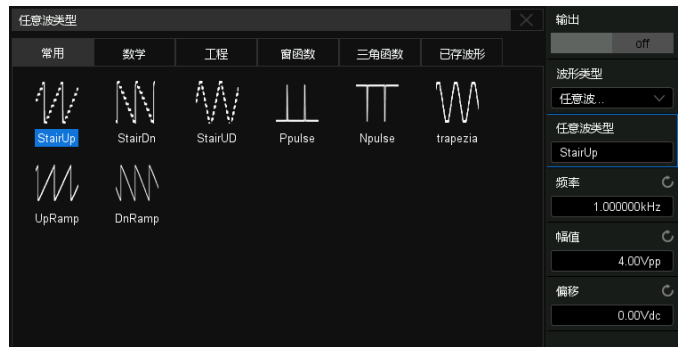 任意波类型
常用 数学 工程 窗函数 三角函数 已存波形
StairUp StairDn StairUD Ppulse Npulse trapezia
UpRamp DnRamp
输出
off
波形类型
任意波...
任意波类型
StairUp
频率
1.000000kHz
幅值
4.00Vpp
偏移
0.00Vdc